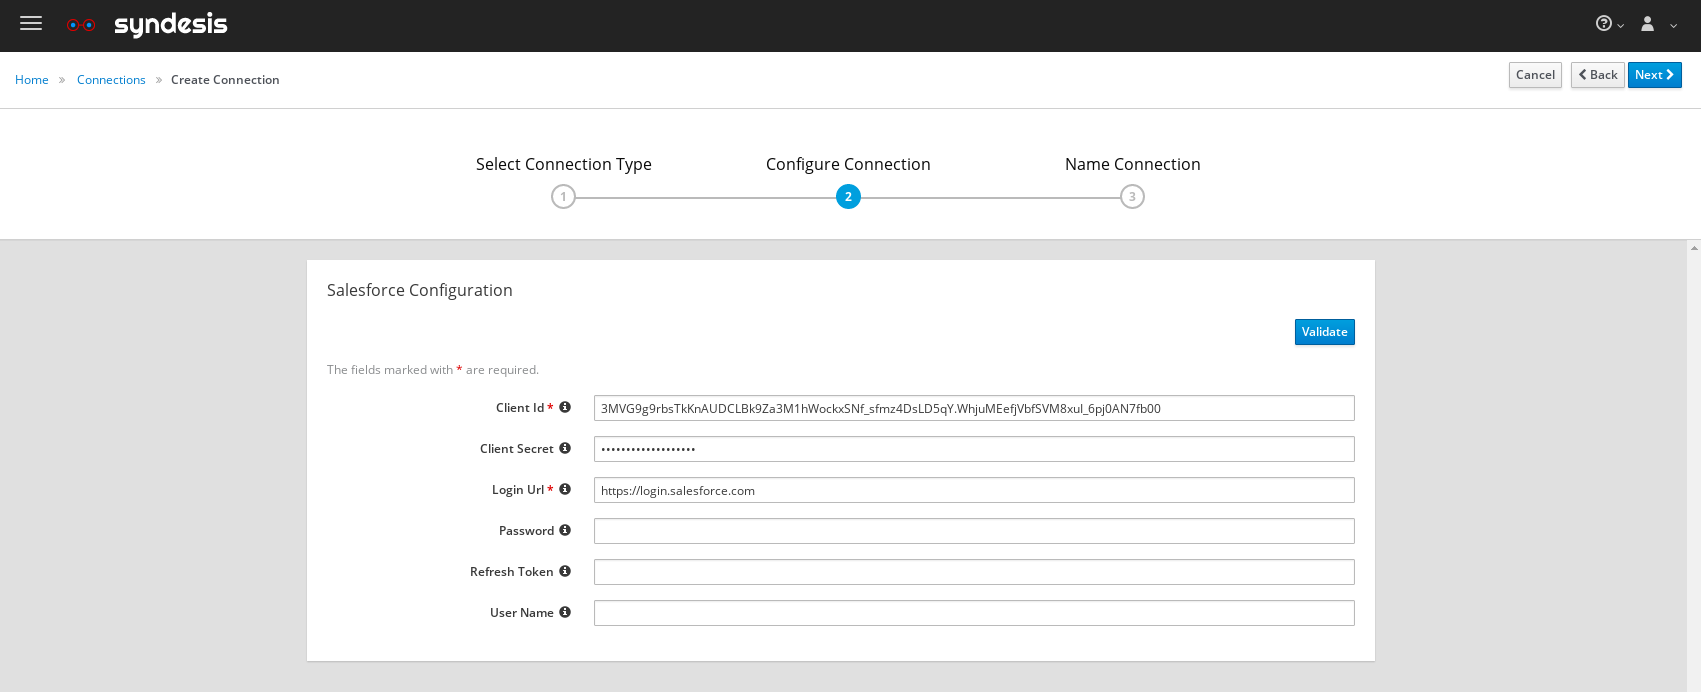 syndesis
Home » Connections » Create Connection
Cancel Back Next
Select Connection Type Configure Connection Name Connection
1 2 3
Salesforce Configuration
Validate
The fields marked with * are required.
Client Id * 3MVG9g9rbsTkKnAUDCLBk9Za3M1hWockxSNf_sfmz4DsLD5qY.WhjuMEefjVbfSVM8xul_6pj0AN7fb00
Client Secret •••••••••••••••••••
Login Url * https://login.salesforce.com
Password
Refresh Token
User Name